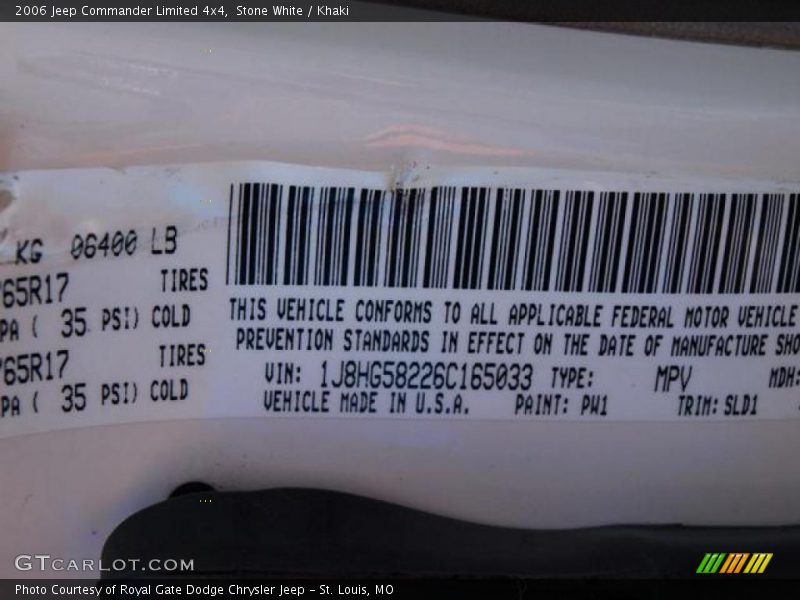 2006 Jeep Commander Limited 4x4, Stone White / Khaki
KG 06400 LB
765R17 TIRES
PA ( 35 PSI) COLD
765R17 TIRES
PA ( 35 PSI) COLD
THIS VEHICLE CONFORMS TO ALL APPLICABLE FEDERAL MOTOR VEHICLE
PREVENTION STANDARDS IN EFFECT ON THE DATE OF MANUFACTURE SHO
VIN: 1J8HG58226C165033 TYPE: MPV MDH:
VEHICLE MADE IN U.S.A. PAINT: PW1 TRIM: SLD1
GTCARLOT.COM
Photo Courtesy of Royal Gate Dodge Chrysler Jeep - St. Louis, MO